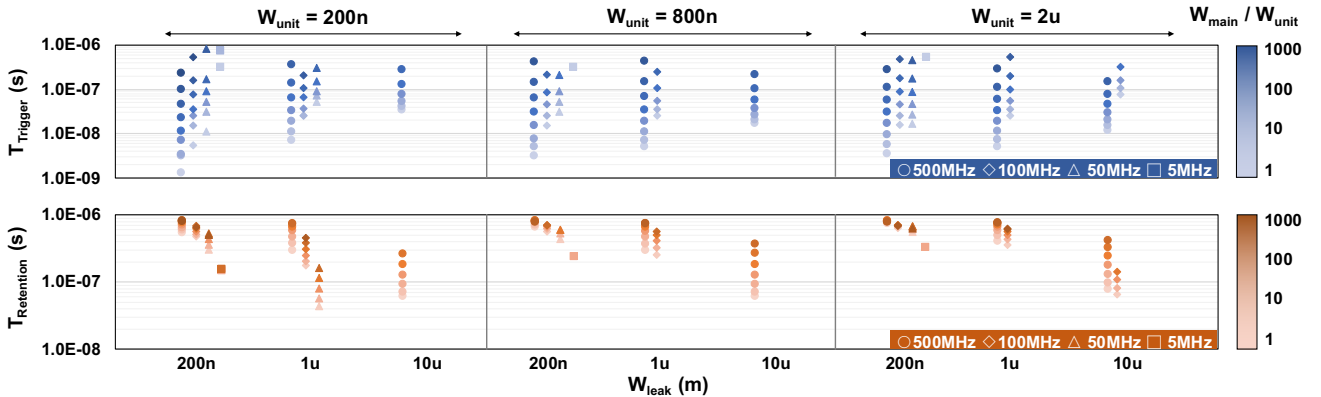 W_unit = 200n W_unit = 800n W_unit = 2u W_main / W_unit
T_Trigger (s)
1.0E-06
1.0E-07
1.0E-08
1.0E-09
500MHz 100MHz 50MHz 5MHz
1000
100
10
1
T_Retention (s)
1.0E-06
1.0E-07
1.0E-08
500MHz 100MHz 50MHz 5MHz
1000
100
10
1
200n 1u 10u 200n 1u 10u 200n 1u 10u
W_leak (m)